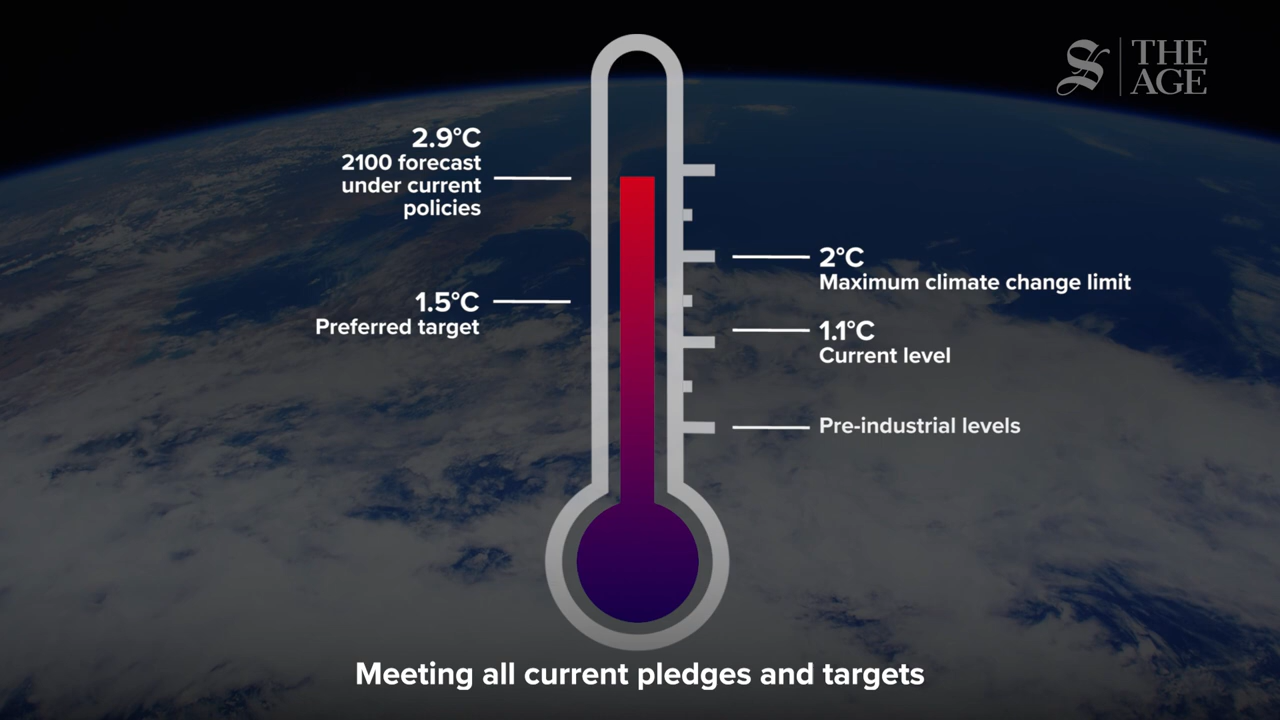 THE
AGE
2.9°C
2100 forecast
under current
policies
2°C
Maximum climate change limit
1.5°C
Preferred target
1.1°C
Current level
Pre-industrial levels
Meeting all current pledges and targets